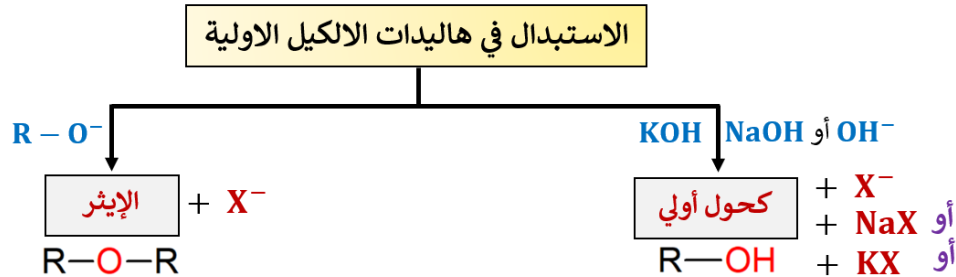 الاستبدال في هاليدات الالكيل الاولية
R − O⁻
KOH NaOH أو OH⁻
الإيثر + X⁻
R—O—R
كحول أولي
R—OH
+ X⁻
+ NaX أو
+ KX أو